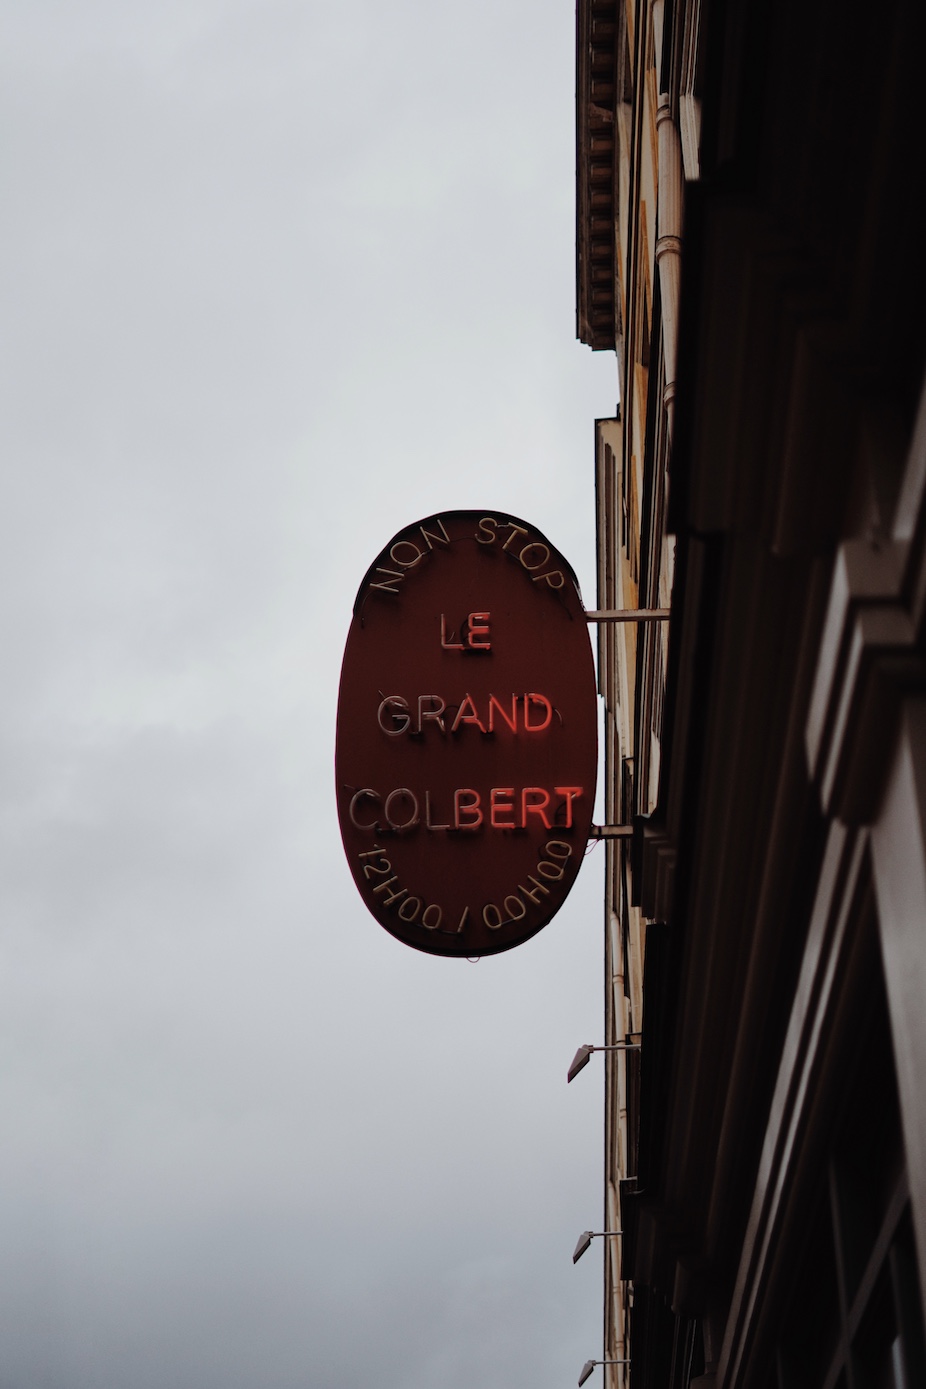 NON STOP
LE
GRAND
COLBERT
12H00 / 00H00